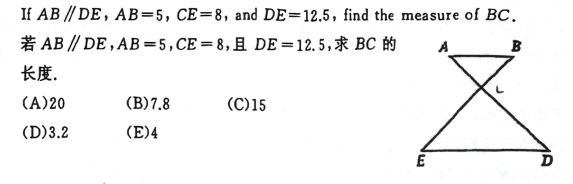 If AB∥DE, AB=5, CE=8, and DE=12.5, find the measure of BC.
若 AB∥DE, AB=5, CE=8, 且 DE=12.5, 求 BC 的
长度.
(A)20 (B)7.8 (C)15
(D)3.2 (E)4
A B
C
E D